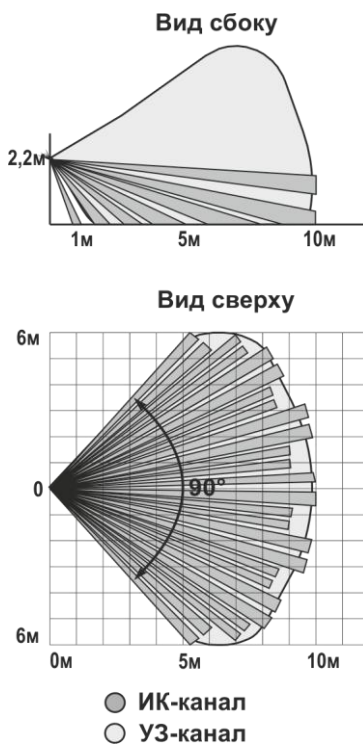 Вид сбоку
2,2м
1м 5м 10м
Вид сверху
6м
90°
0
6м
0м 5м 10м
ИК-канал
УЗ-канал